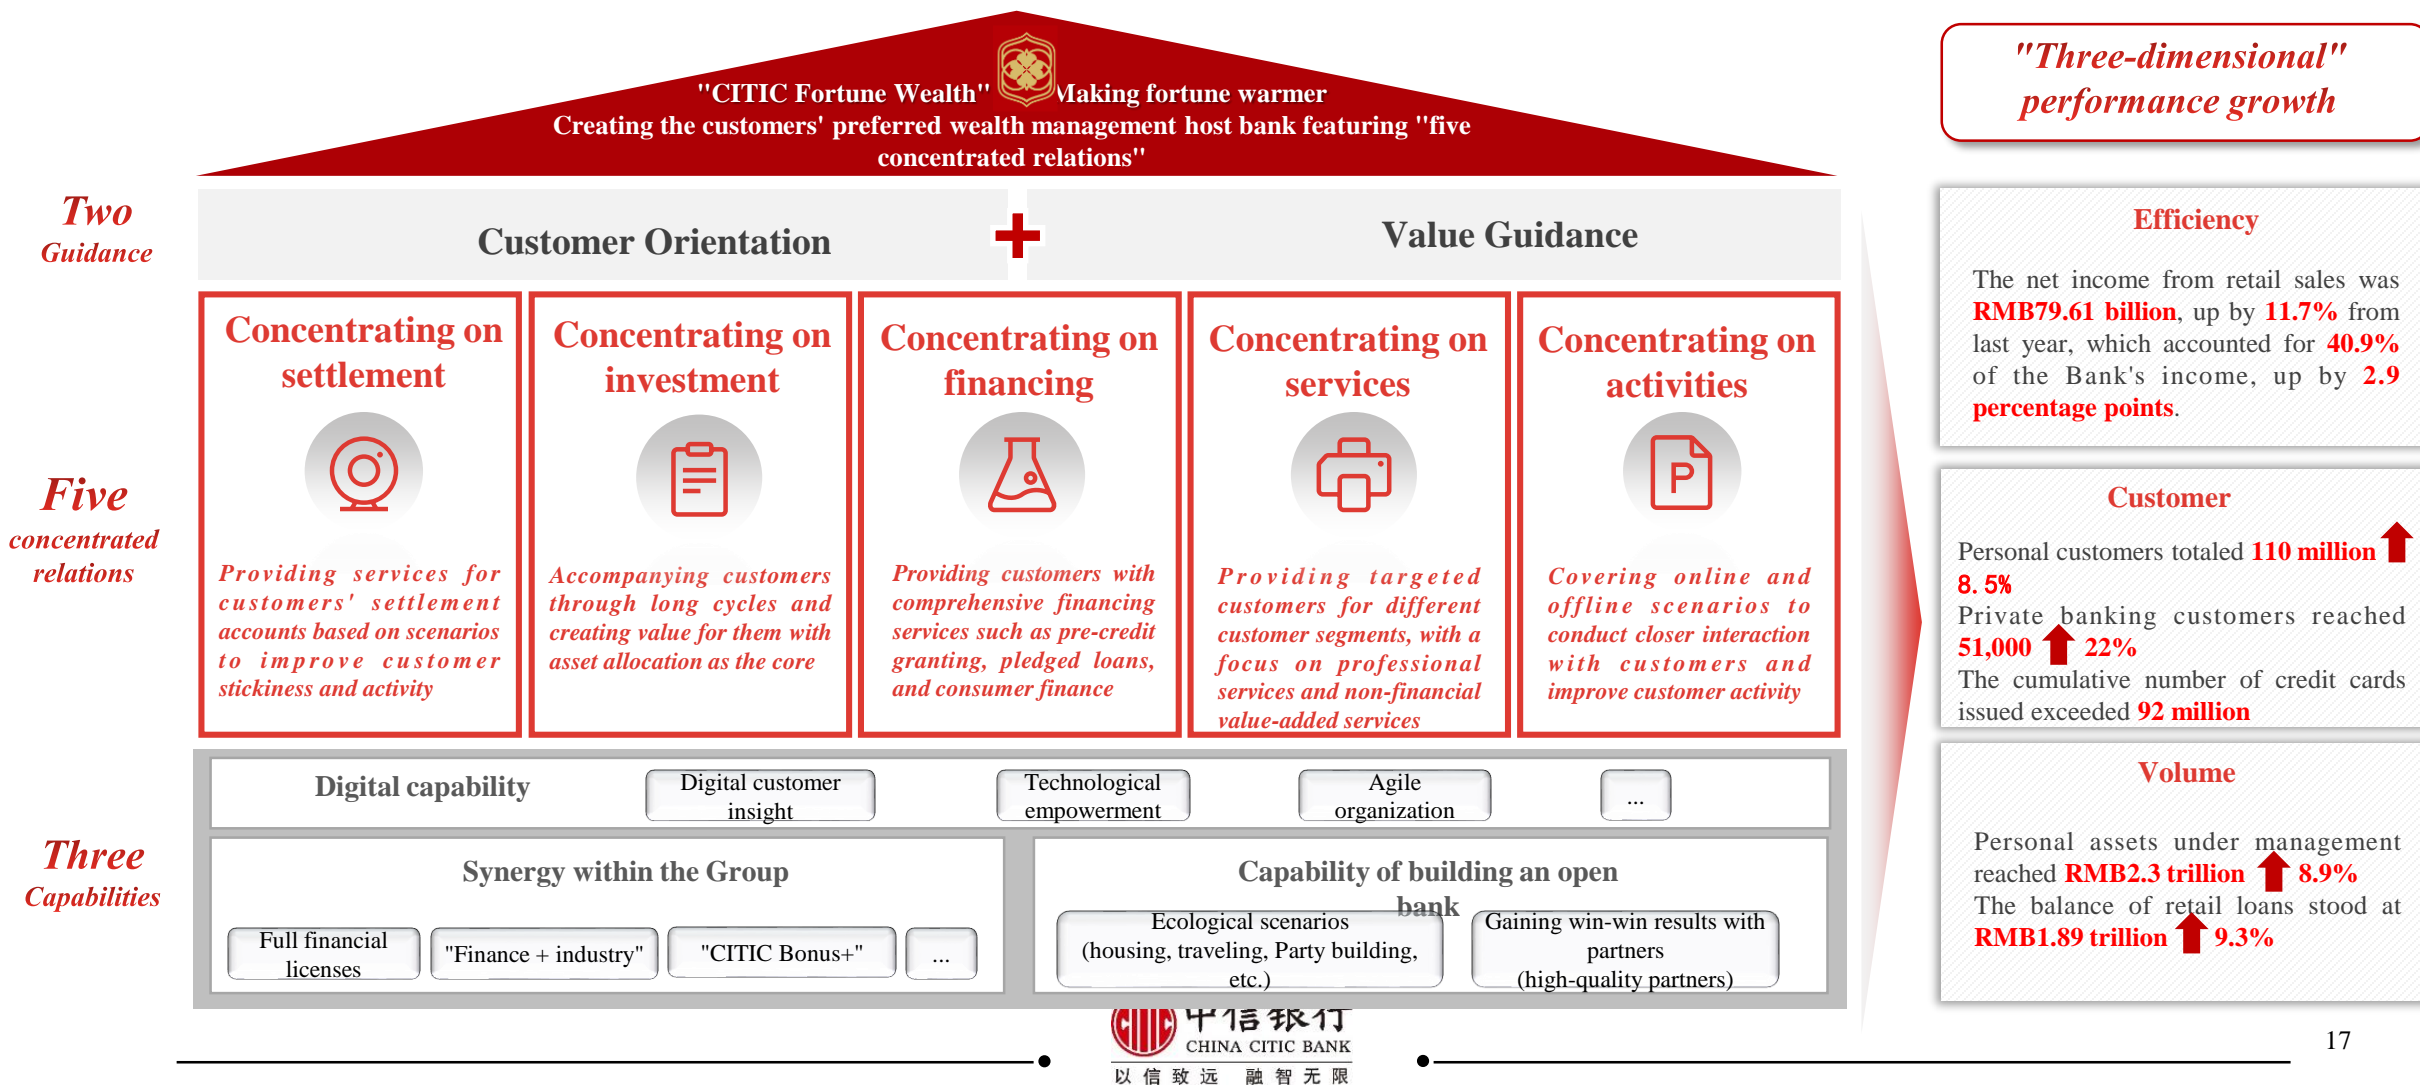 "CITIC Fortune Wealth" Making fortune warmer
Creating the customers' preferred wealth management host bank featuring "five
concentrated relations"
"Three-dimensional"
performance growth
Two
Guidance
Customer Orientation
Value Guidance
Five
concentrated
relations
Concentrating on
settlement
Providing services for
customers' settlement
accounts based on scenarios
to improve customer
stickiness and activity
Concentrating on
investment
Accompanying customers
through long cycles and
creating value for them with
asset allocation as the core
Concentrating on
financing
Providing customers with
comprehensive financing
services such as pre-credit
granting, pledged loans,
and consumer finance
Concentrating on
services
Providing targeted
customers for different
customer segments, with a
focus on professional
services and non-financial
value-added services
Concentrating on
activities
P
Covering online and
offline scenarios to
conduct closer interaction
with customers and
improve customer activity
Three
Capabilities
Digital capability
Digital customer
insight
Technological
empowerment
Agile
organization
...
Synergy within the Group
Full financial
licenses
"Finance + industry"
"CITIC Bonus+"
...
Capability of building an open
bank
Ecological scenarios
(housing, traveling, Party building,
etc.)
Gaining win-win results with
partners
(high-quality partners)
Efficiency
The net income from retail sales was
RMB79.61 billion, up by 11.7% from
last year, which accounted for 40.9%
of the Bank's income, up by 2.9
percentage points.
Customer
Personal customers totaled 110 million
8.5%
Private banking customers reached
51,000 22%
The cumulative number of credit cards
issued exceeded 92 million
Volume
Personal assets under management
reached RMB2.3 trillion 8.9%
The balance of retail loans stood at
RMB1.89 trillion 9.3%
中信银行
CHINA CITIC BANK
以信致远 融智无限
17